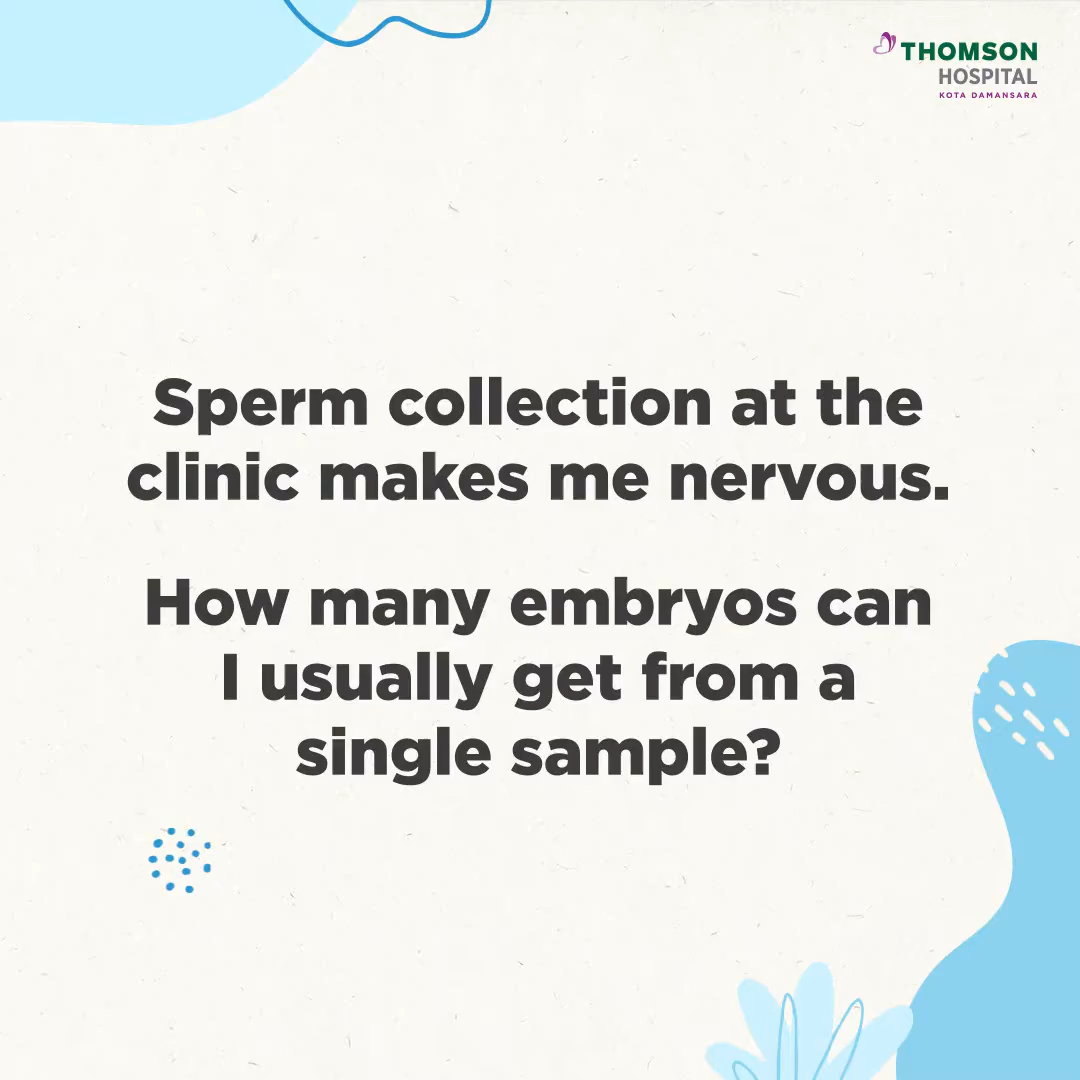 THOMSON
HOSPITAL
KOTA DAMANSARA
Sperm collection at the
clinic makes me nervous.
How many embryos can
I usually get from a
single sample?